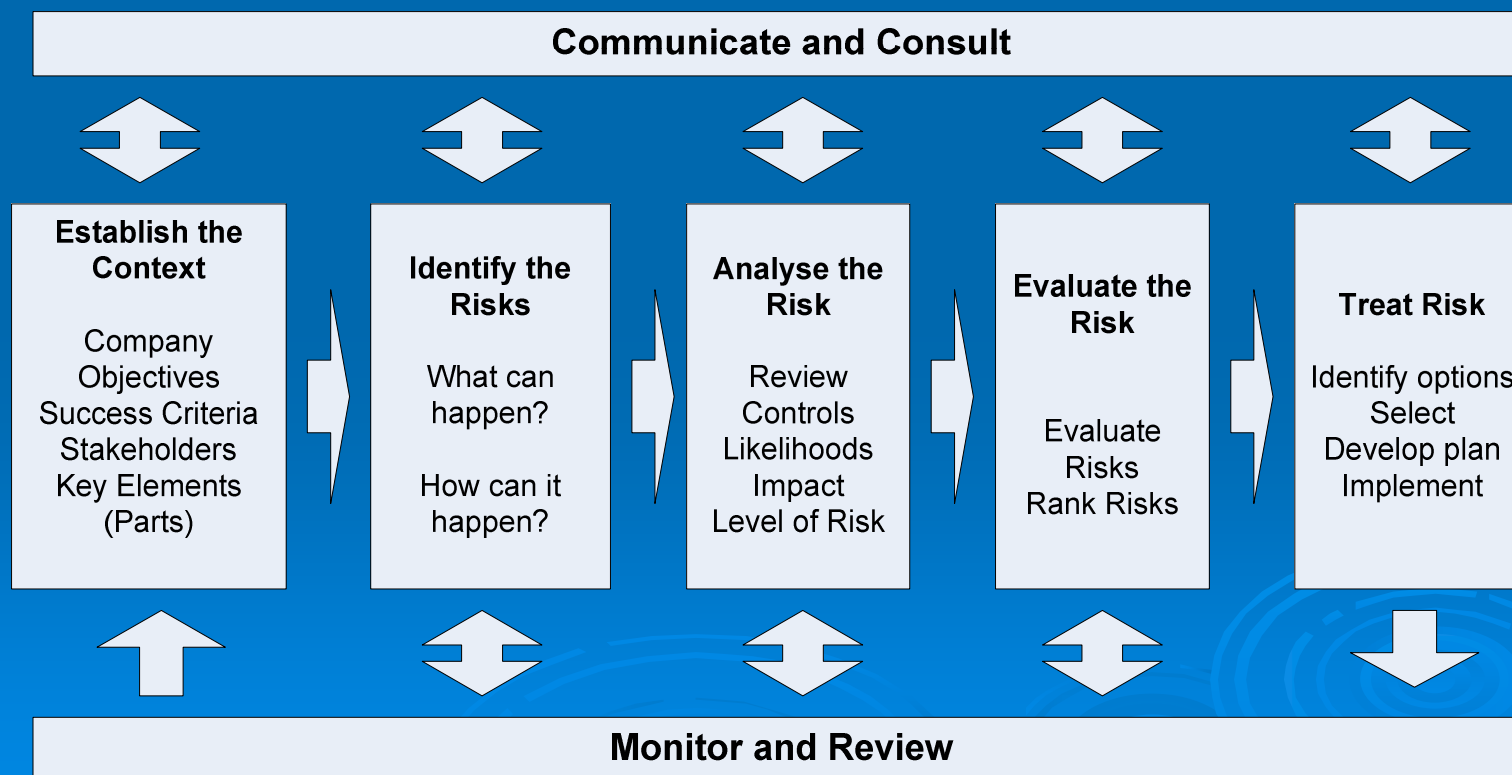 Communicate and Consult
Establish the
Context
Company
Objectives
Success Criteria
Stakeholders
Key Elements
(Parts)
Identify the
Risks
What can
happen?
How can it
happen?
Analyse the
Risk
Review
Controls
Likelihoods
Impact
Level of Risk
Evaluate the
Risk
Evaluate
Risks
Rank Risks
Treat Risk
Identify options
Select
Develop plan
Implement
Monitor and Review